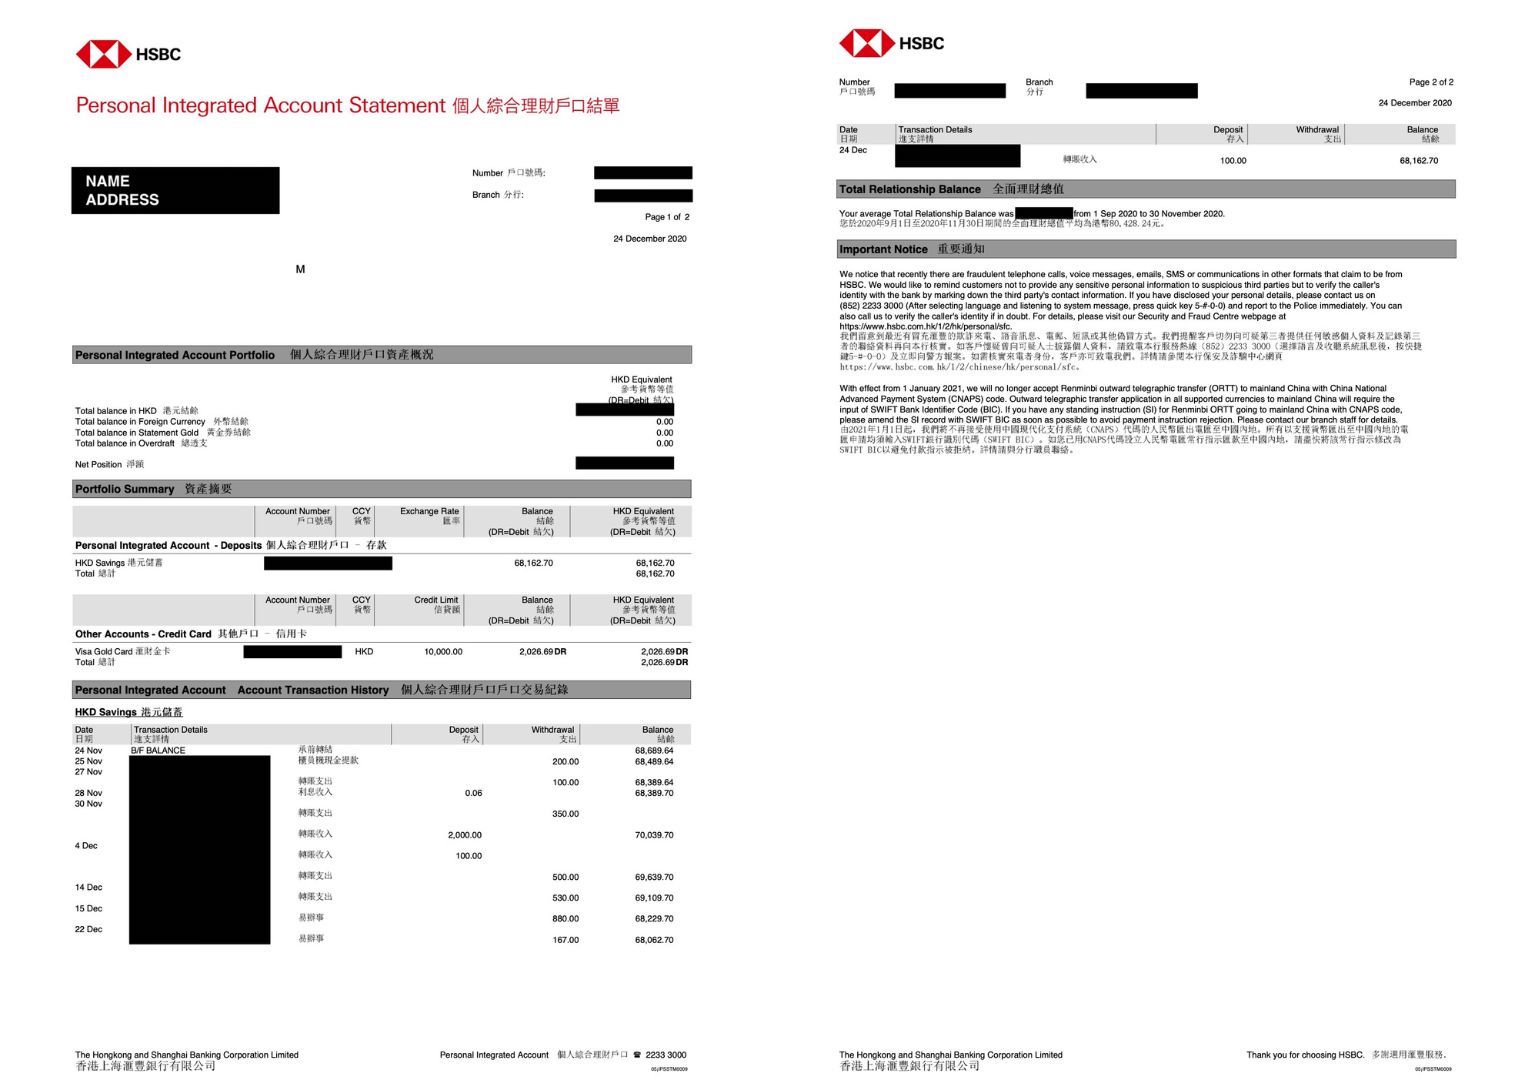 HSBC
Personal Integrated Account Statement 個人綜合理財戶口結單
NAME
ADDRESS
Number 戶口號碼:
Branch 分行:
Page 1 of 2
24 December 2020
M
Personal Integrated Account Portfolio 個人綜合理財戶口資產概況
HKD Equivalent
參考貨幣等值
(DR=Debit 結欠)
Total balance in HKD 港元結餘
Total balance in Foreign Currency 外幣結餘 0.00
Total balance in Statement Gold 黃金券結餘 0.00
Total balance in Overdraft 總透支 0.00
Net Position 淨額
Portfolio Summary 資產摘要
Account Number CCY Exchange Rate Balance HKD Equivalent
戶口號碼 貨幣 匯率 結餘 參考貨幣等值
(DR=Debit 結欠) (DR=Debit 結欠)
Personal Integrated Account - Deposits 個人綜合理財戶口 - 存款
HKD Savings 港元儲蓄 68,162.70 68,162.70
Total 總計 68,162.70
Account Number CCY Credit Limit Balance HKD Equivalent
戶口號碼 貨幣 信貸額 結餘 參考貨幣等值
(DR=Debit 結欠) (DR=Debit 結欠)
Other Accounts - Credit Card 其他戶口 - 信用卡
Visa Gold Card 滙財金卡 HKD 10,000.00 2,026.69DR 2,026.69DR
Total 總計 2,026.69DR
Personal Integrated Account Account Transaction History 個人綜合理財戶口戶口交易紀錄
HKD Savings 港元儲蓄
Date Transaction Details Deposit Withdrawal Balance
日期 進支詳情 存入 支出 結餘
24 Nov B/F BALANCE 承前轉結 68,689.64
25 Nov 櫃員機現金提款 200.00 68,489.64
27 Nov
轉賬支出 100.00 68,389.64
28 Nov 利息收入 0.06 68,389.70
30 Nov
轉賬支出 350.00
轉賬收入 2,000.00 70,039.70
4 Dec
轉賬收入 100.00
轉賬支出 500.00 69,639.70
14 Dec
轉賬支出 530.00 69,109.70
15 Dec
易辦事 880.00 68,229.70
22 Dec
易辦事 167.00 68,062.70
The Hongkong and Shanghai Banking Corporation Limited
香港上海滙豐銀行有限公司
Personal Integrated Account 個人綜合理財戶口 ☎ 2233 3000
HSBC
Number Branch Page 2 of 2
戶口號碼 分行
24 December 2020
Date Transaction Details Deposit Withdrawal Balance
日期 進支詳情 存入 支出 結餘
24 Dec
轉賬收入 100.00 68,162.70
Total Relationship Balance 全面理財總值
Your average Total Relationship Balance was from 1 Sep 2020 to 30 November 2020.
您於2020年9月1日至2020年11月30日期間的全面理財總值平均為港幣80,428.24元。
Important Notice 重要通知
We notice that recently there are fraudulent telephone calls, voice messages, emails, SMS or communications in other formats that claim to be from
HSBC. We would like to remind customers not to provide any sensitive personal information to suspicious third parties but to verify the caller's
identity with the bank by marking down the third party's contact information. If you have disclosed your personal details, please contact us on
(852) 2233 3000 (After selecting language and listening to system message, press quick key 5-#-0-0) and report to the Police immediately. You can
also call us to verify the caller's identity if in doubt. For details, please visit our Security and Fraud Centre webpage at
https://www.hsbc.com.hk/1/2/hk/personal/sfc.
我們留意到最近有冒充滙豐的欺詐來電、語音訊息、電郵、短訊或其他偽冒方式。我們提醒客戶切勿向可疑第三者提供任何敏感個人資料及記錄第三
者的聯絡資料再向本行核實。如客戶懷疑曾向可疑人士披露個人資料，請致電本行服務熱線（852）2233 3000（選擇語言及收聽系統訊息後，按快捷
鍵5-#-0-0）及立即向警方報案。如需核實來電者身份，客戶亦可致電我們。詳情請參閱本行保安及詐騙中心網頁
https://www.hsbc.com.hk/1/2/chinese/hk/personal/sfc。
With effect from 1 January 2021, we will no longer accept Renminbi outward telegraphic transfer (ORTT) to mainland China with China National
Advanced Payment System (CNAPS) code. Outward telegraphic transfer application in all supported currencies to mainland China will require the
input of SWIFT Bank Identifier Code (BIC). If you have any standing instruction (SI) for Renminbi ORTT going to mainland China with CNAPS code,
please amend the SI record with SWIFT BIC as soon as possible to avoid payment instruction rejection. Please contact our branch staff for details.
由2021年1月1日起，我們將不再接受使用中國現代化支付系統（CNAPS）代碼的人民幣匯出電匯至中國內地。所有以支援貨幣匯出至中國內地的電
匯申請均須輸入SWIFT銀行識別代碼（SWIFT BIC）。如您已用CNAPS代碼設立人民幣電匯常行指示匯款至中國內地，請盡快將該常行指示修改為
SWIFT BIC以避免付款指示被拒納。詳情請與分行職員聯絡。
The Hongkong and Shanghai Banking Corporation Limited
香港上海滙豐銀行有限公司
Thank you for choosing HSBC. 多謝選用滙豐服務。